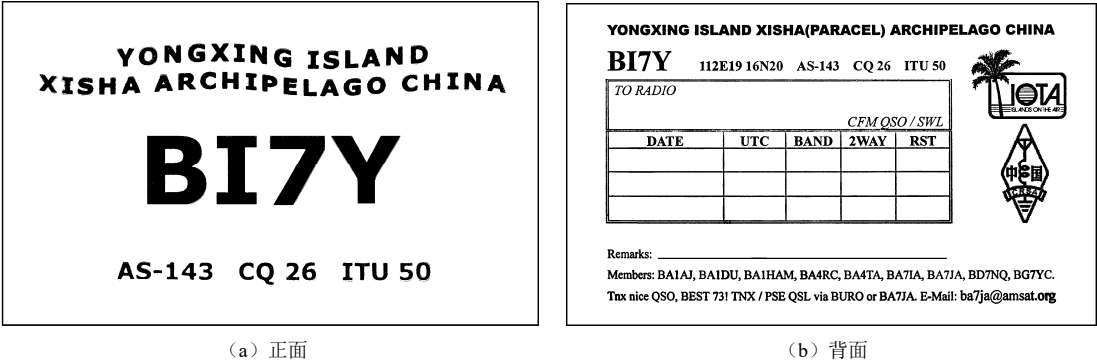 YONGXING ISLAND
XISHA ARCHIPELAGO CHINA
BI7Y
AS-143 CQ 26 ITU 50
(a)正面
YONGXING ISLAND XISHA(PARACEL) ARCHIPELAGO CHINA
BI7Y 112E19 16N20 AS-143 CQ 26 ITU 50
TO RADIO
CFM QSO / SWL
DATE UTC BAND 2WAY RST
IOTA
ISLANDS ON THE AIR
中国
CRSA
Remarks:
Members: BA1AJ, BA1DU, BA1HAM, BA4RC, BA4TA, BA7IA, BA7JA, BD7NQ, BG7YC.
Tnx nice QSO, BEST 73! TNX / PSE QSL via BURO or BA7JA. E-Mail: ba7ja@amsat.org
(b)背面